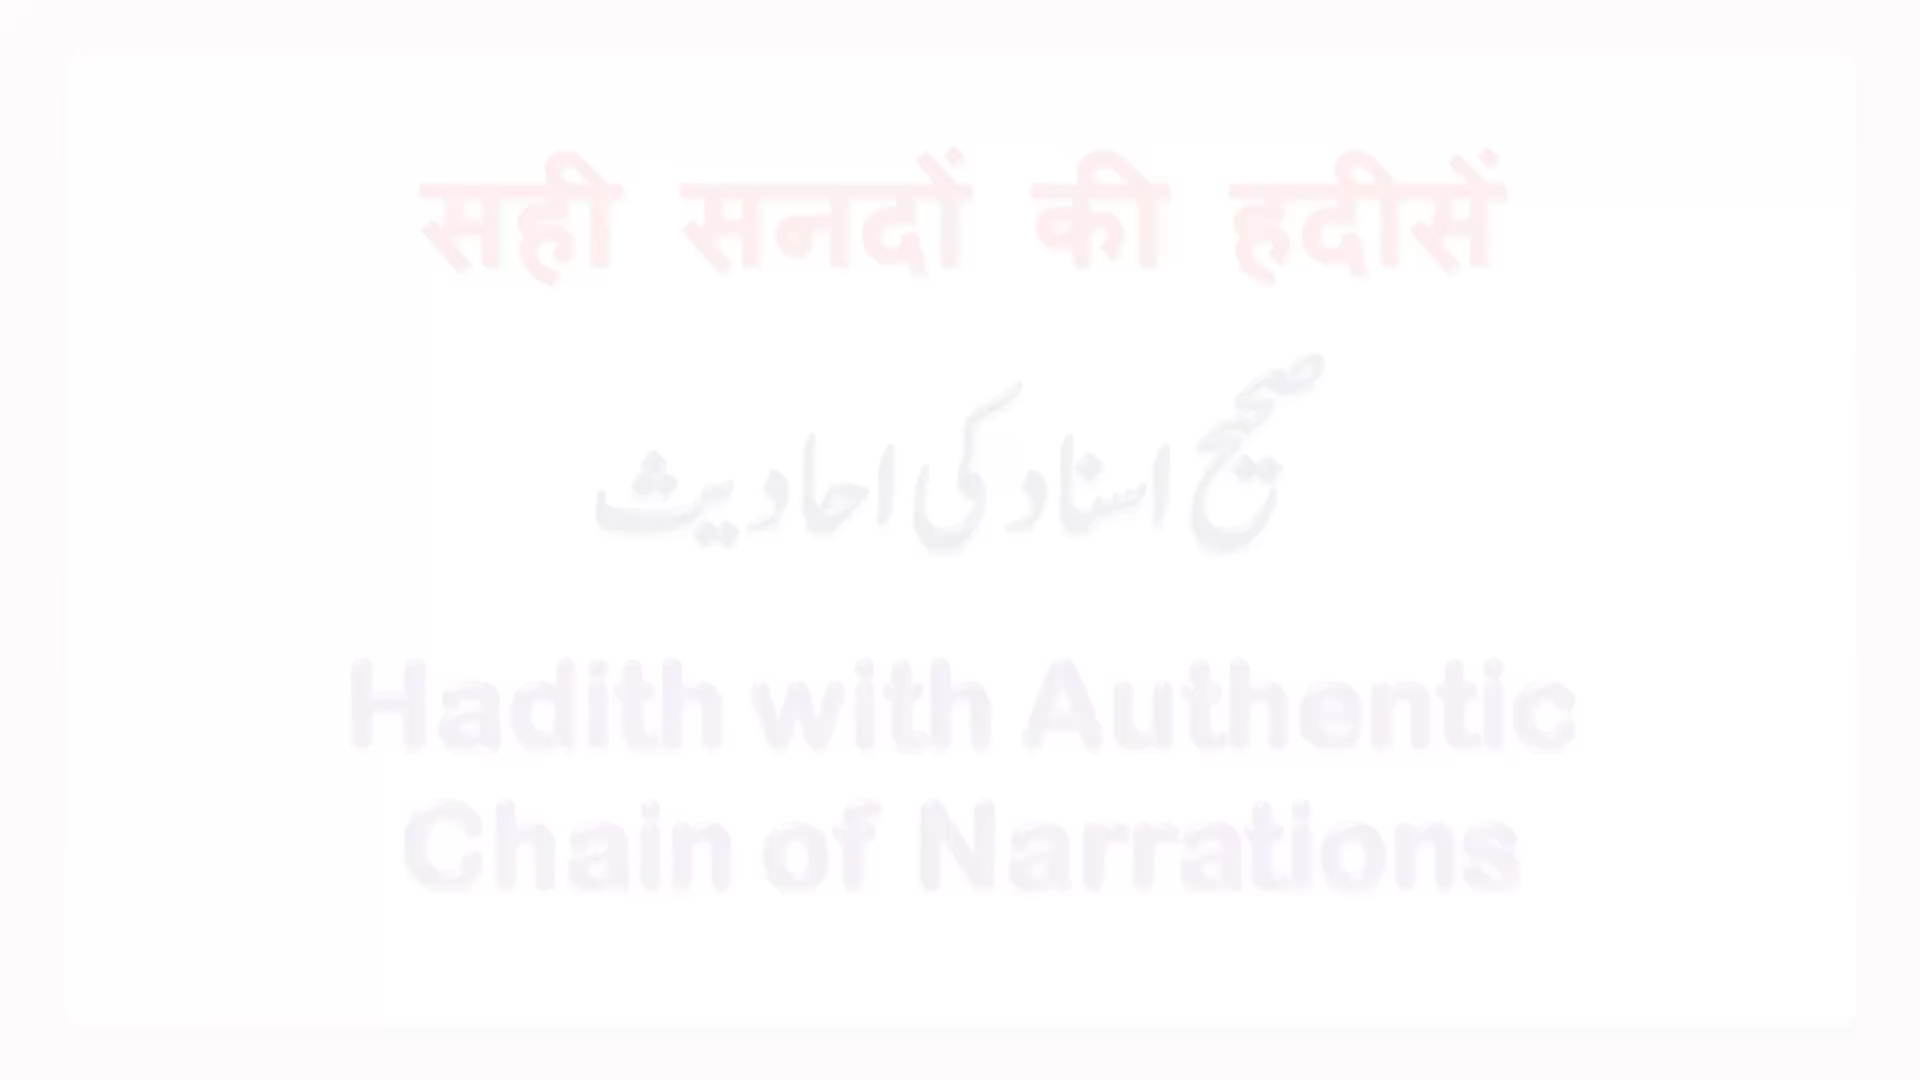 सही सनदों की हदीसें
صحیح اسناد کی احادیث
Hadith with Authentic
Chain of Narrations